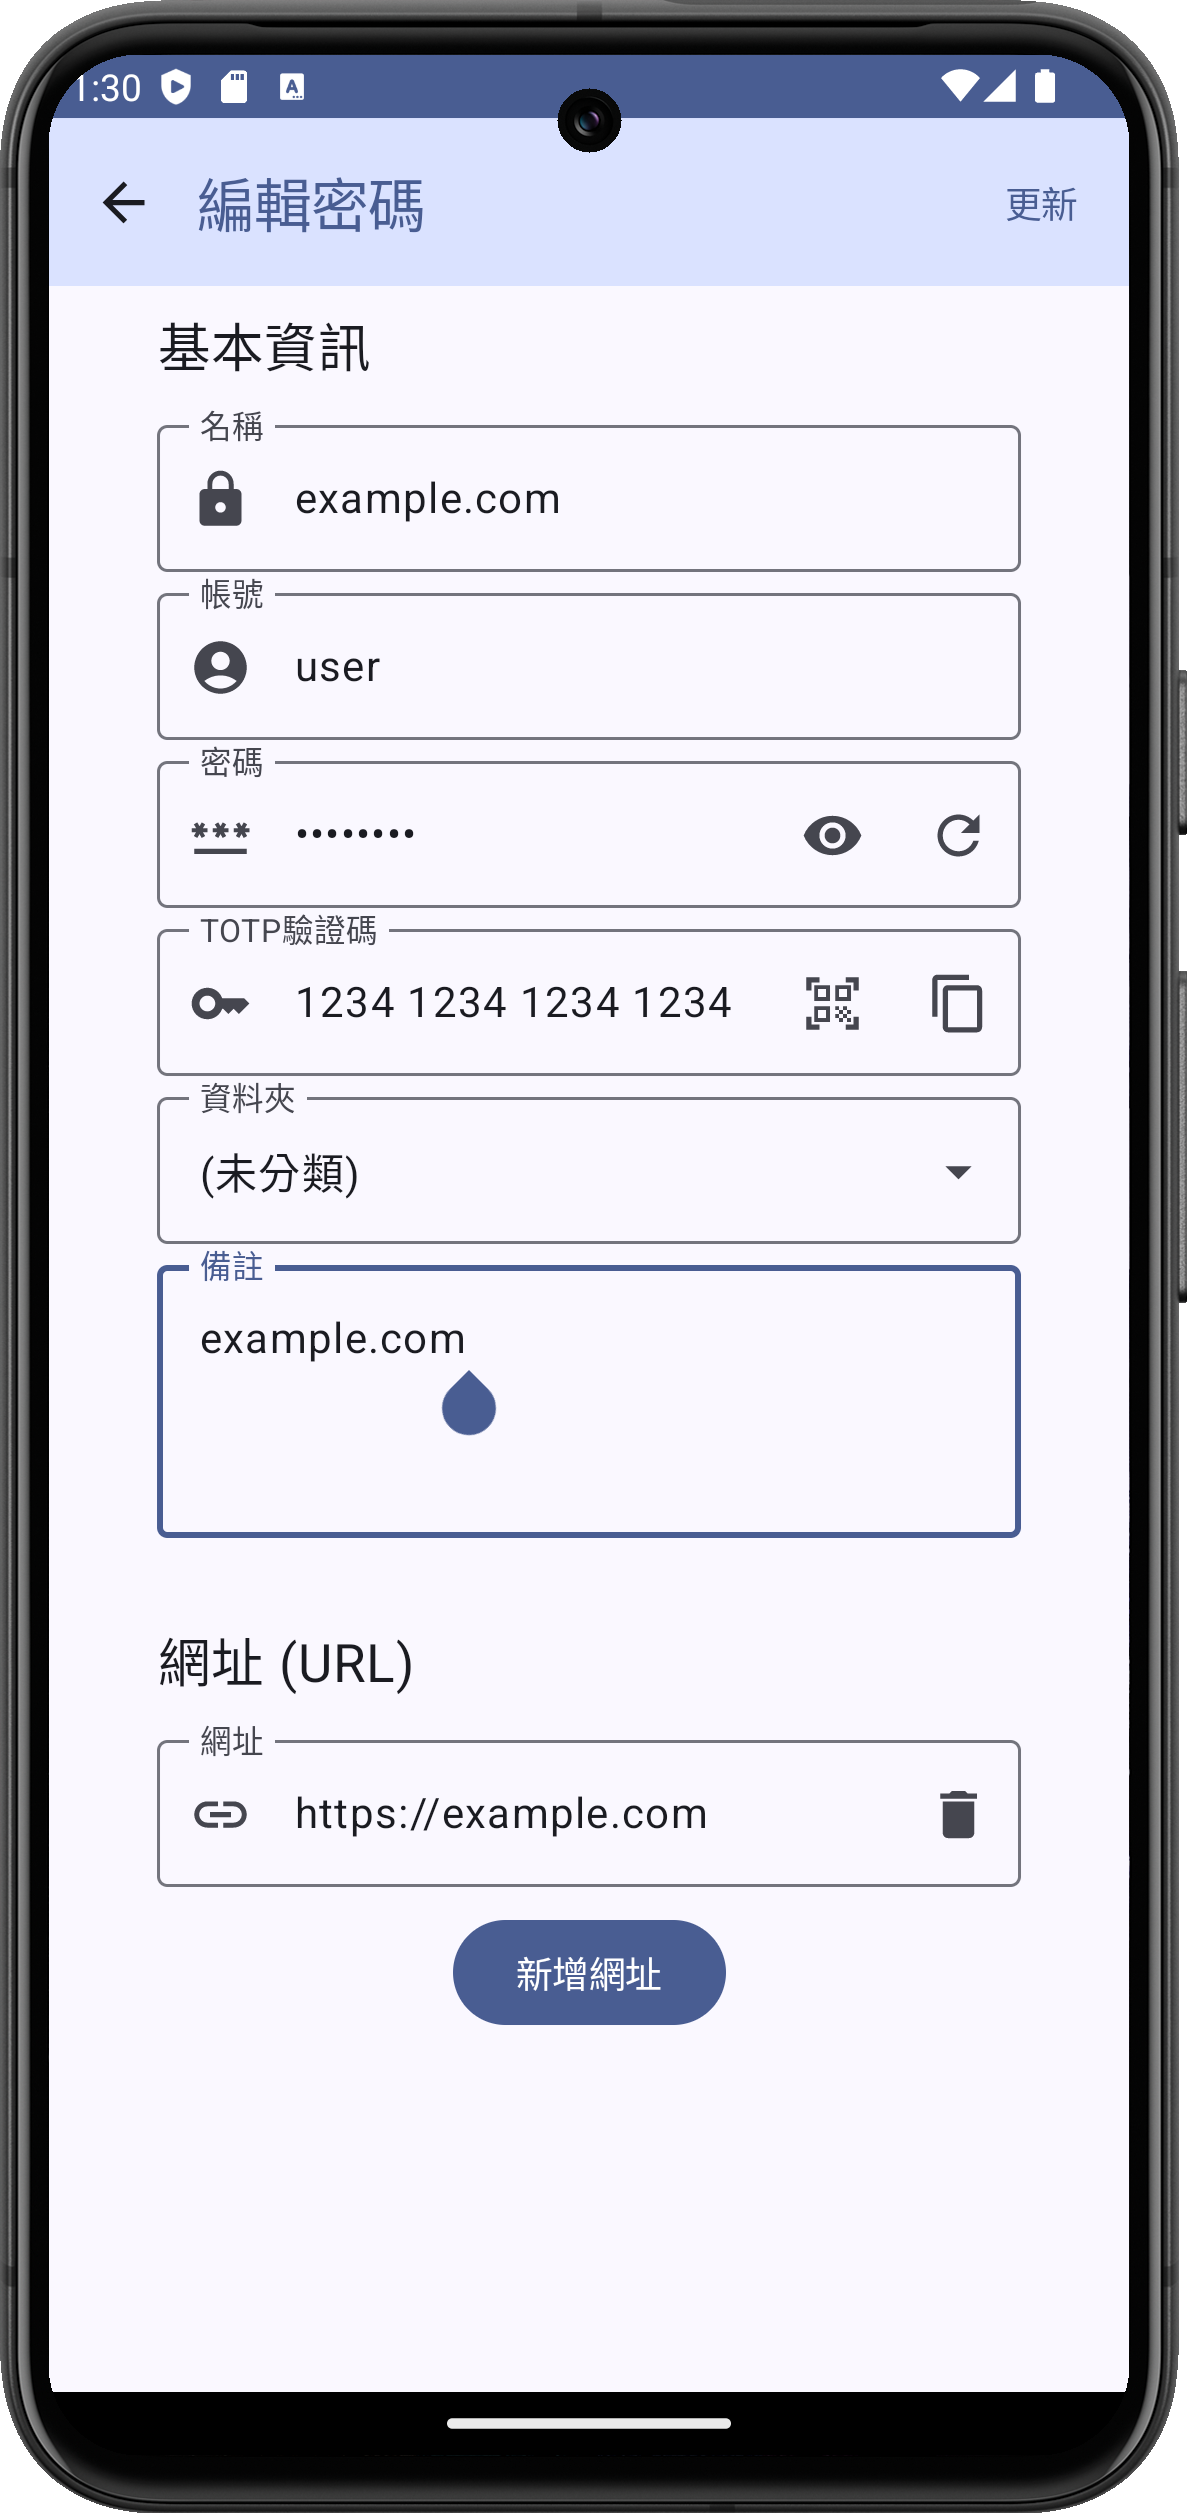 1:30
編輯密碼
更新
基本資訊
名稱
example.com
帳號
user
密碼
••••••••
TOTP驗證碼
1234 1234 1234 1234
資料夾
(未分類)
備註
example.com
網址 (URL)
網址
https://example.com
新增網址